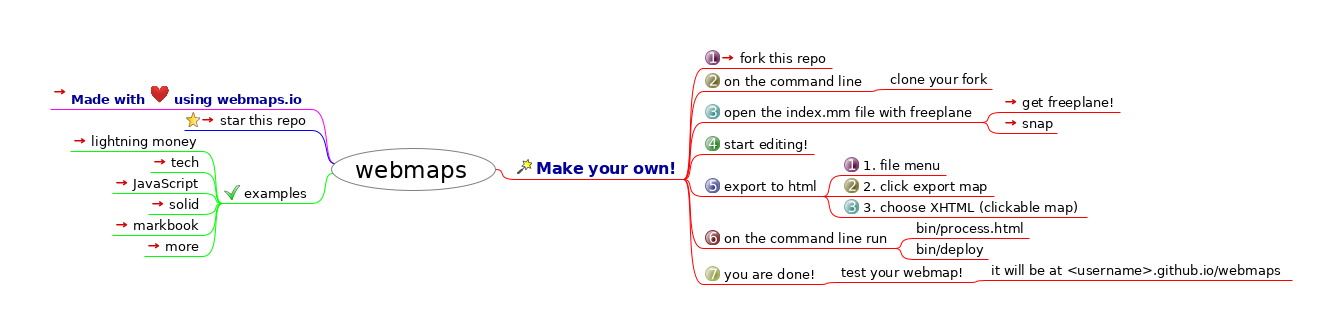 Made with ❤ using webmaps.io
star this repo
lightning money
tech
JavaScript
solid
markbook
more
examples
webmaps
Make your own!
1 fork this repo
2 on the command line
clone your fork
3 open the index.mm file with freeplane
get freeplane!
snap
4 start editing!
5 export to html
1 1. file menu
2 2. click export map
3 3. choose XHTML (clickable map)
6 on the command line run
bin/process.html
bin/deploy
7 you are done!
test your webmap!
it will be at <username>.github.io/webmaps